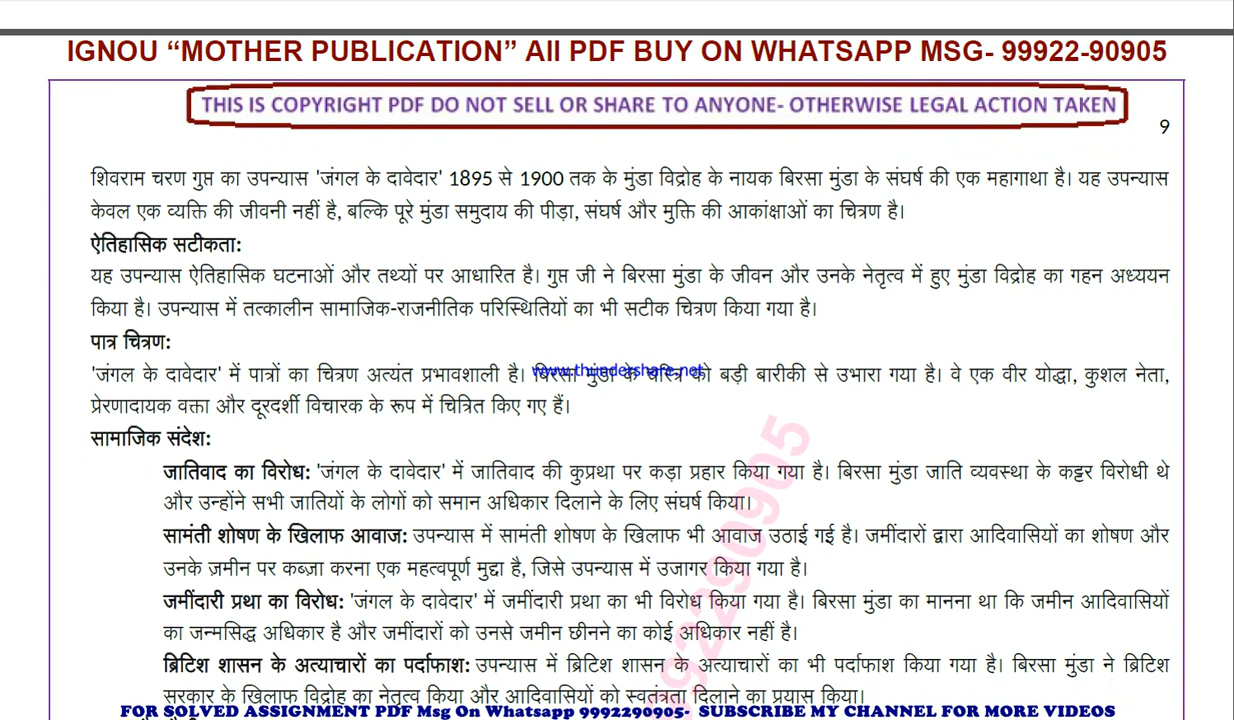 IGNOU “MOTHER PUBLICATION” All PDF BUY ON WHATSAPP MSG- 99922-90905
THIS IS COPYRIGHT PDF DO NOT SELL OR SHARE TO ANYONE- OTHERWISE LEGAL ACTION TAKEN
9
शिवराम चरण गुप्त का उपन्यास 'जंगल के दावेदार' 1895 से 1900 तक के मुंडा विद्रोह के नायक बिरसा मुंडा के संघर्ष की एक महागाथा है। यह उपन्यास
केवल एक व्यक्ति की जीवनी नहीं है, बल्कि पूरे मुंडा समुदाय की पीड़ा, संघर्ष और मुक्ति की आकांक्षाओं का चित्रण है।
ऐतिहासिक सटीकता:
यह उपन्यास ऐतिहासिक घटनाओं और तथ्यों पर आधारित है। गुप्त जी ने बिरसा मुंडा के जीवन और उनके नेतृत्व में हुए मुंडा विद्रोह का गहन अध्ययन
किया है। उपन्यास में तत्कालीन सामाजिक-राजनीतिक परिस्थितियों का भी सटीक चित्रण किया गया है।
पात्र चित्रण:
'जंगल के दावेदार' में पात्रों का चित्रण अत्यंत प्रभावशाली है। बिरसा मुंडा के चरित्र को बड़ी बारीकी से उभारा गया है। वे एक वीर योद्धा, कुशल नेता,
www.thundershare.net
प्रेरणादायक वक्ता और दूरदर्शी विचारक के रूप में चित्रित किए गए हैं।
सामाजिक संदेश:
जातिवाद का विरोध: 'जंगल के दावेदार' में जातिवाद की कुप्रथा पर कड़ा प्रहार किया गया है। बिरसा मुंडा जाति व्यवस्था के कट्टर विरोधी थे
और उन्होंने सभी जातियों के लोगों को समान अधिकार दिलाने के लिए संघर्ष किया।
सामंती शोषण के खिलाफ आवाज: उपन्यास में सामंती शोषण के खिलाफ भी आवाज उठाई गई है। जमींदारों द्वारा आदिवासियों का शोषण और
उनके ज़मीन पर कब्ज़ा करना एक महत्वपूर्ण मुद्दा है, जिसे उपन्यास में उजागर किया गया है।
जमींदारी प्रथा का विरोध: 'जंगल के दावेदार' में जमींदारी प्रथा का भी विरोध किया गया है। बिरसा मुंडा का मानना था कि जमीन आदिवासियों
का जन्मसिद्ध अधिकार है और जमींदारों को उनसे जमीन छीनने का कोई अधिकार नहीं है।
ब्रिटिश शासन के अत्याचारों का पर्दाफाश: उपन्यास में ब्रिटिश शासन के अत्याचारों का भी पर्दाफाश किया गया है। बिरसा मुंडा ने ब्रिटिश
सरकार के खिलाफ विद्रोह का नेतृत्व किया और आदिवासियों को स्वतंत्रता दिलाने का प्रयास किया।
FOR SOLVED ASSIGNMENT PDF Msg On Whatsapp 9992290905- SUBSCRIBE MY CHANNEL FOR MORE VIDEOS